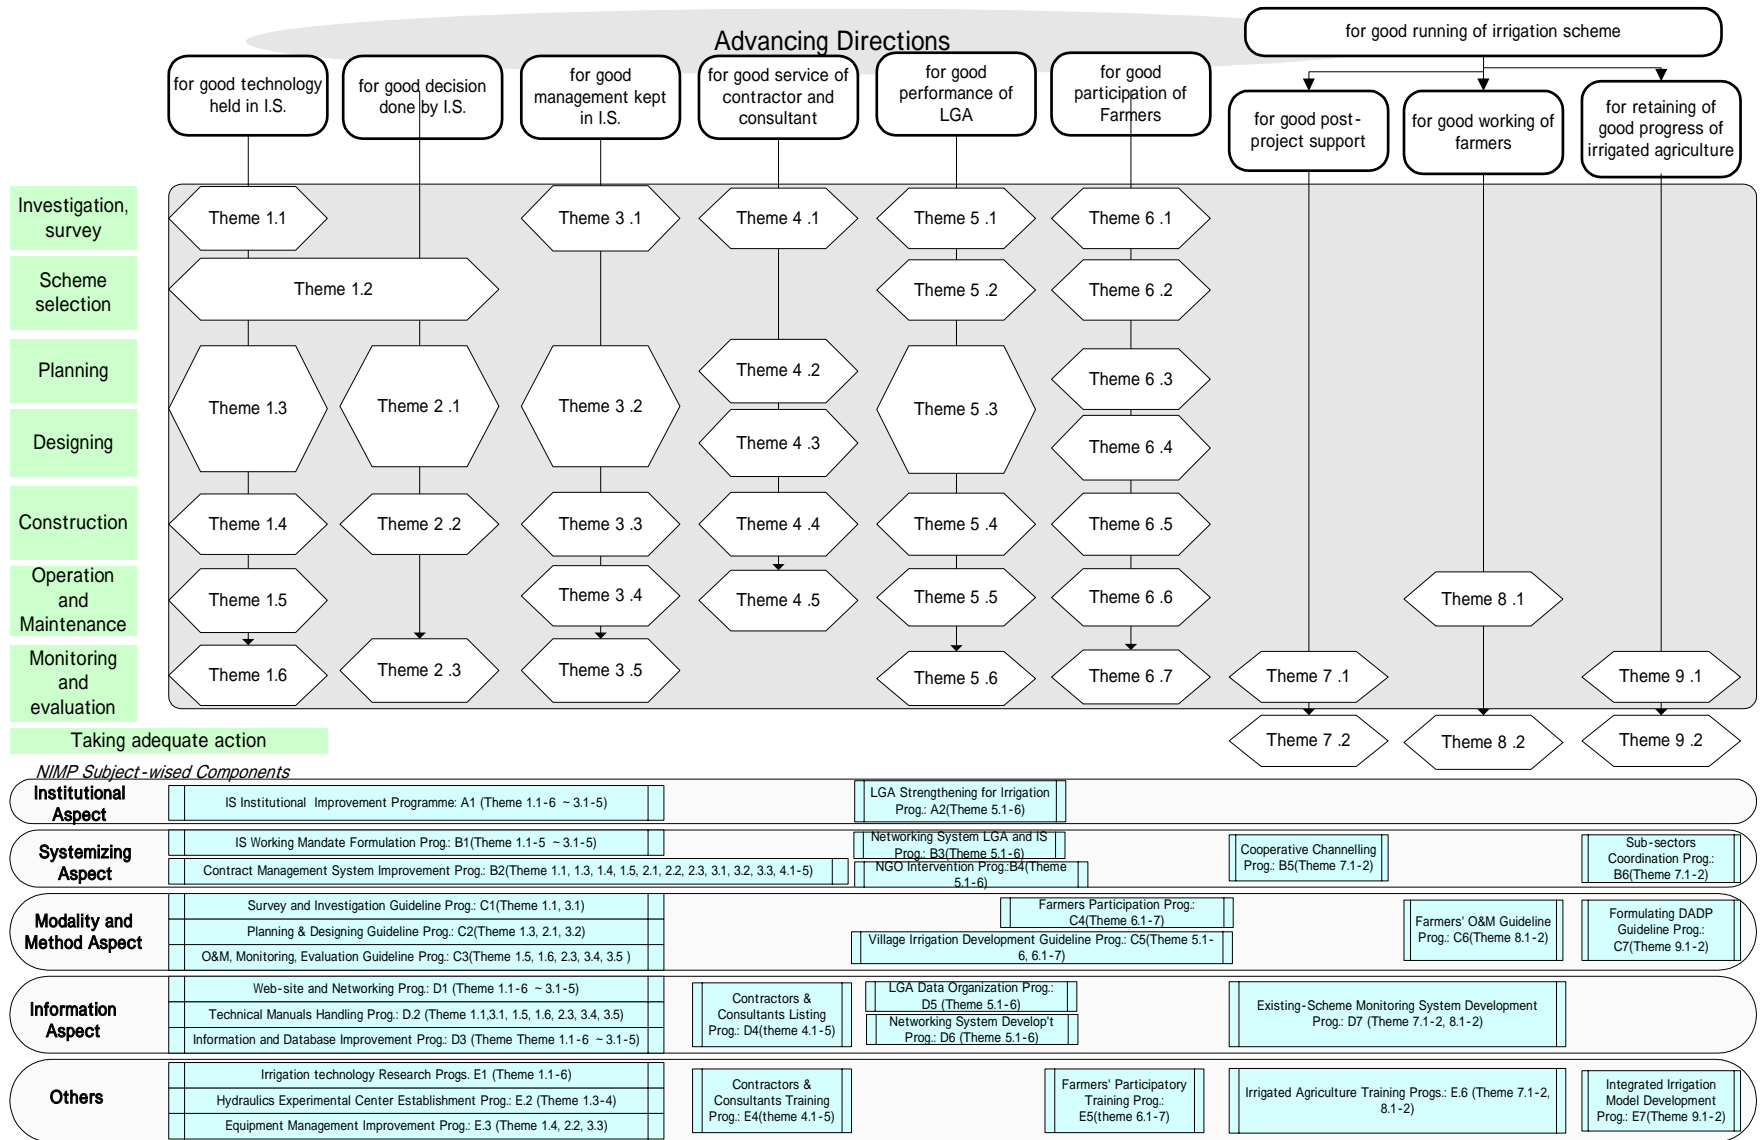 Advancing Directions
for good running of irrigation scheme
for good technology
held in I.S.
for good decision
done by I.S.
for good
management kept
in I.S.
for good service of
contractor and
consultant
for good
performance of
LGA
for good
participation of
Farmers
for good post-
project support
for good working of
farmers
for retaining of
good progress of
irrigated agriculture
Investigation,
survey
Theme 1.1
Theme 3 .1
Theme 4 .1
Theme 5 .1
Theme 6 .1
Scheme
selection
Theme 1.2
Theme 5 .2
Theme 6 .2
Planning
Theme 4 .2
Theme 6 .3
Theme 1.3
Theme 2 .1
Theme 3 .2
Theme 5 .3
Designing
Theme 4 .3
Theme 6 .4
Construction
Theme 1.4
Theme 2 .2
Theme 3 .3
Theme 4 .4
Theme 5 .4
Theme 6 .5
Operation
and
Maintenance
Theme 1.5
Theme 3 .4
Theme 4 .5
Theme 5 .5
Theme 6 .6
Theme 8 .1
Monitoring
and
evaluation
Theme 1.6
Theme 2 .3
Theme 3 .5
Theme 5 .6
Theme 6 .7
Theme 7 .1
Theme 9 .1
Taking adequate action
Theme 7 .2
Theme 8 .2
Theme 9 .2
NIMP Subject-wised Components
Institutional
Aspect
IS Institutional Improvement Programme: A1 (Theme 1.1-6 ~ 3.1-5)
LGA Strengthening for Irrigation
Prog.: A2(Theme 5.1-6)
Systemizing
Aspect
IS Working Mandate Formulation Prog.: B1(Theme 1.1-5 ~ 3.1-5)
Contract Management System Improvement Prog.: B2(Theme 1.1, 1.3, 1.4, 1.5, 2.1, 2.2, 2.3, 3.1, 3.2, 3.3, 4.1-5)
Networking System LGA and IS
Prog.: B3(Theme 5.1-6)
NGO Intervention Prog.:B4(Theme
5.1-6)
Cooperative Channelling
Prog.: B5(Theme 7.1-2)
Sub-sectors
Coordination Prog.:
B6(Theme 7.1-2)
Modality and
Method Aspect
Survey and Investigation Guideline Prog.: C1(Theme 1.1, 3.1)
Planning & Designing Guideline Prog.: C2(Theme 1.3, 2.1, 3.2)
O&M, Monitoring, Evaluation Guideline Prog.: C3(Theme 1.5, 1.6, 2.3, 3.4, 3.5 )
Farmers Participation Prog.:
C4(Theme 6.1-7)
Village Irrigation Development Guideline Prog.: C5(Theme 5.1-
6, 6.1-7)
Farmers' O&M Guideline
Prog.: C6(Theme 8.1-2)
Formulating DADP
Guideline Prog.:
C7(Theme 9.1-2)
Information
Aspect
Web-site and Networking Prog.: D1 (Theme 1.1-6 ~ 3.1-5)
Technical Manuals Handling Prog.: D.2 (Theme 1.1,3.1, 1.5, 1.6, 2.3, 3.4, 3.5)
Information and Database Improvement Prog.: D3 (Theme Theme 1.1-6 ~ 3.1-5)
Contractors &
Consultants Listing
Prog.: D4(theme 4.1-5)
LGA Data Organization Prog.:
D5 (Theme 5.1-6)
Networking System Develop't
Prog.: D6 (Theme 5.1-6)
Existing-Scheme Monitoring System Development
Prog.: D7 (Theme 7.1-2, 8.1-2)
Others
Irrigation technology Research Progs. E1 (Theme 1.1-6)
Hydraulics Experimental Center Establishment Prog.: E.2 (Theme 1.3-4)
Equipment Management Improvement Prog.: E.3 (Theme 1.4, 2.2, 3.3)
Contractors &
Consultants Training
Prog.: E4(theme 4.1-5)
Farmers' Participatory
Training Prog.:
E5(theme 6.1-7)
Irrigated Agriculture Training Progs.: E.6 (Theme 7.1-2,
8.1-2)
Integrated Irrigation
Model Development
Prog.: E7(Theme 9.1-2)